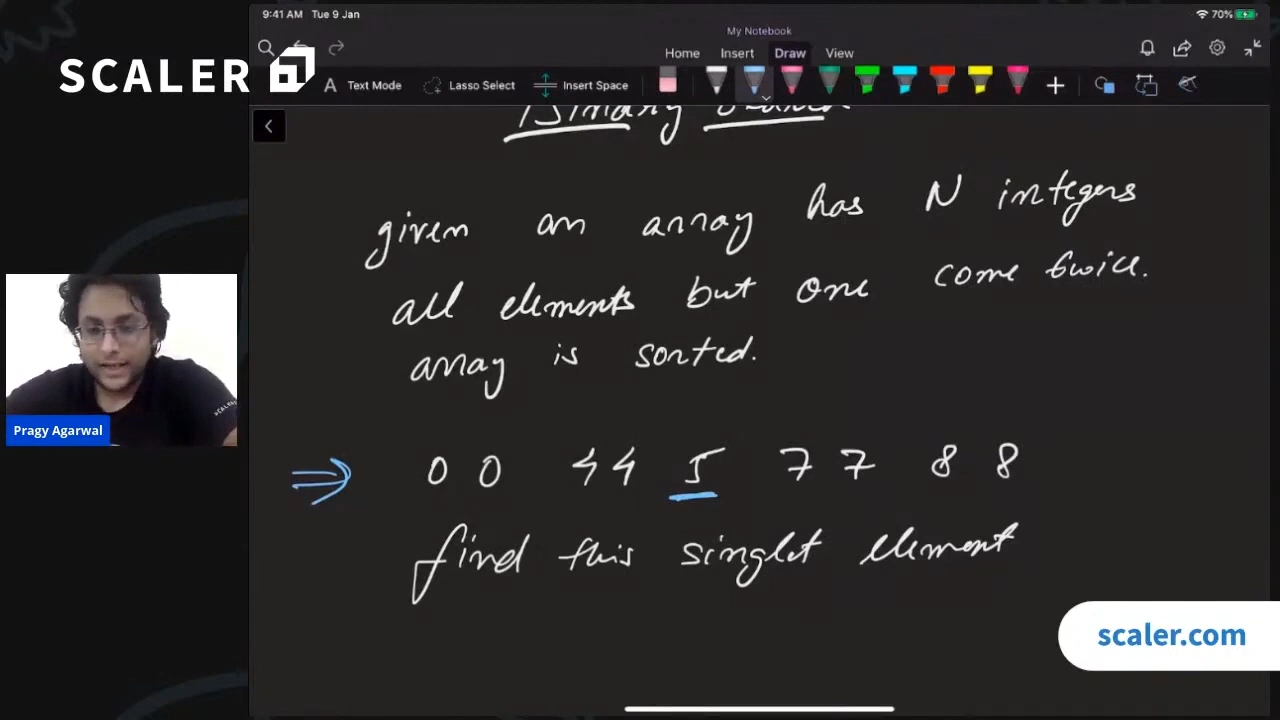 9:41 AM Tue 9 Jan
70%
My Notebook
Home Insert Draw View
SCALER
Text Mode Lasso Select Insert Space
Binary Search
given an array has N integers
all elements but one come twice.
array is sorted.
Pragy Agarwal
0 0 4 4 5 7 7 8 8
find this singlet element
scaler.com